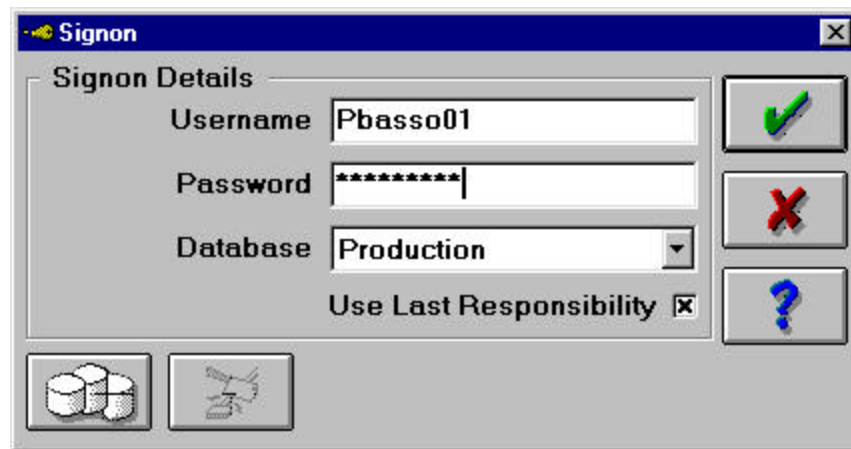 Signon
Signon Details
Username Pbasso01
Password *********
Database Production
Use Last Responsibility